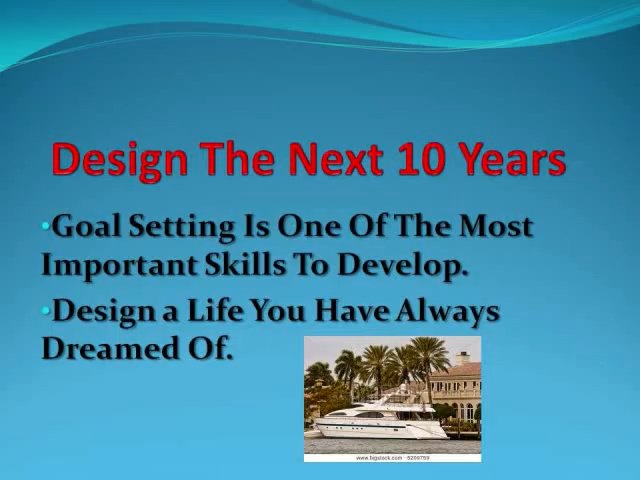 Design The Next 10 Years
•Goal Setting Is One Of The Most
Important Skills To Develop.
•Design a Life You Have Always
Dreamed Of.
www.bigstock.com · 5299758